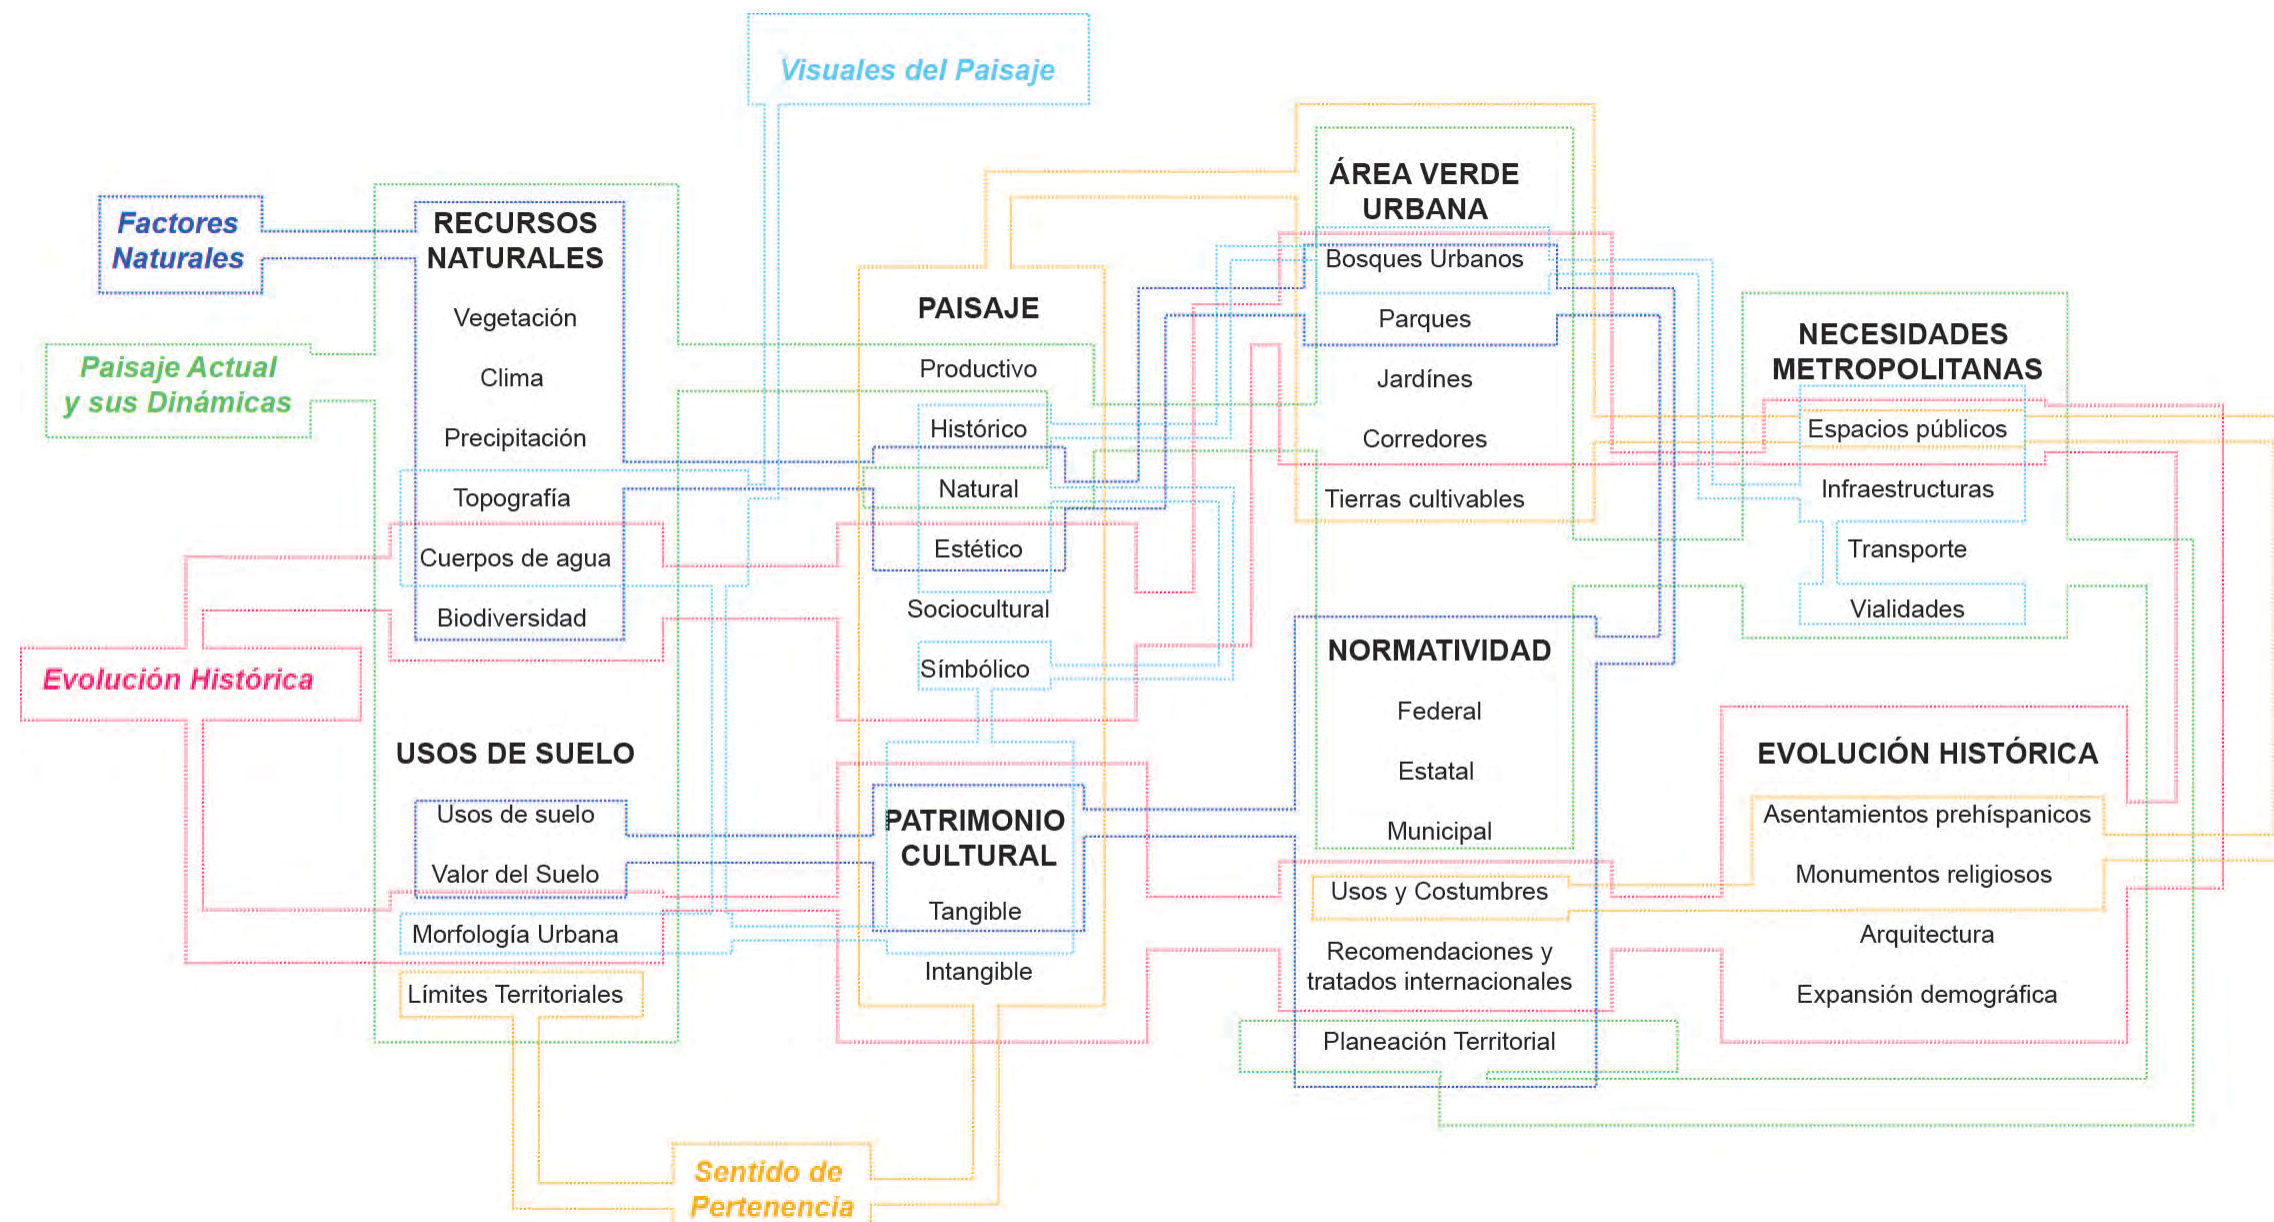 Visuales del Paisaje
Factores
Naturales
Paisaje Actual
y sus Dinámicas
Evolución Histórica
RECURSOS
NATURALES
Vegetación
Clima
Precipitación
Topografía
Cuerpos de agua
Biodiversidad
USOS DE SUELO
Usos de suelo
Valor del Suelo
Morfología Urbana
Límites Territoriales
PAISAJE
Productivo
Histórico
Natural
Estético
Sociocultural
Símbólico
PATRIMONIO
CULTURAL
Tangible
Intangible
Sentido de
Pertenencia
ÁREA VERDE
URBANA
Bosques Urbanos
Parques
Jardínes
Corredores
Tierras cultivables
NORMATIVIDAD
Federal
Estatal
Municipal
Usos y Costumbres
Recomendaciones y
tratados internacionales
Planeación Territorial
NECESIDADES
METROPOLITANAS
Espacios públicos
Infraestructuras
Transporte
Vialidades
EVOLUCIÓN HISTÓRICA
Asentamientos prehíspanicos
Monumentos religiosos
Arquitectura
Expansión demográfica